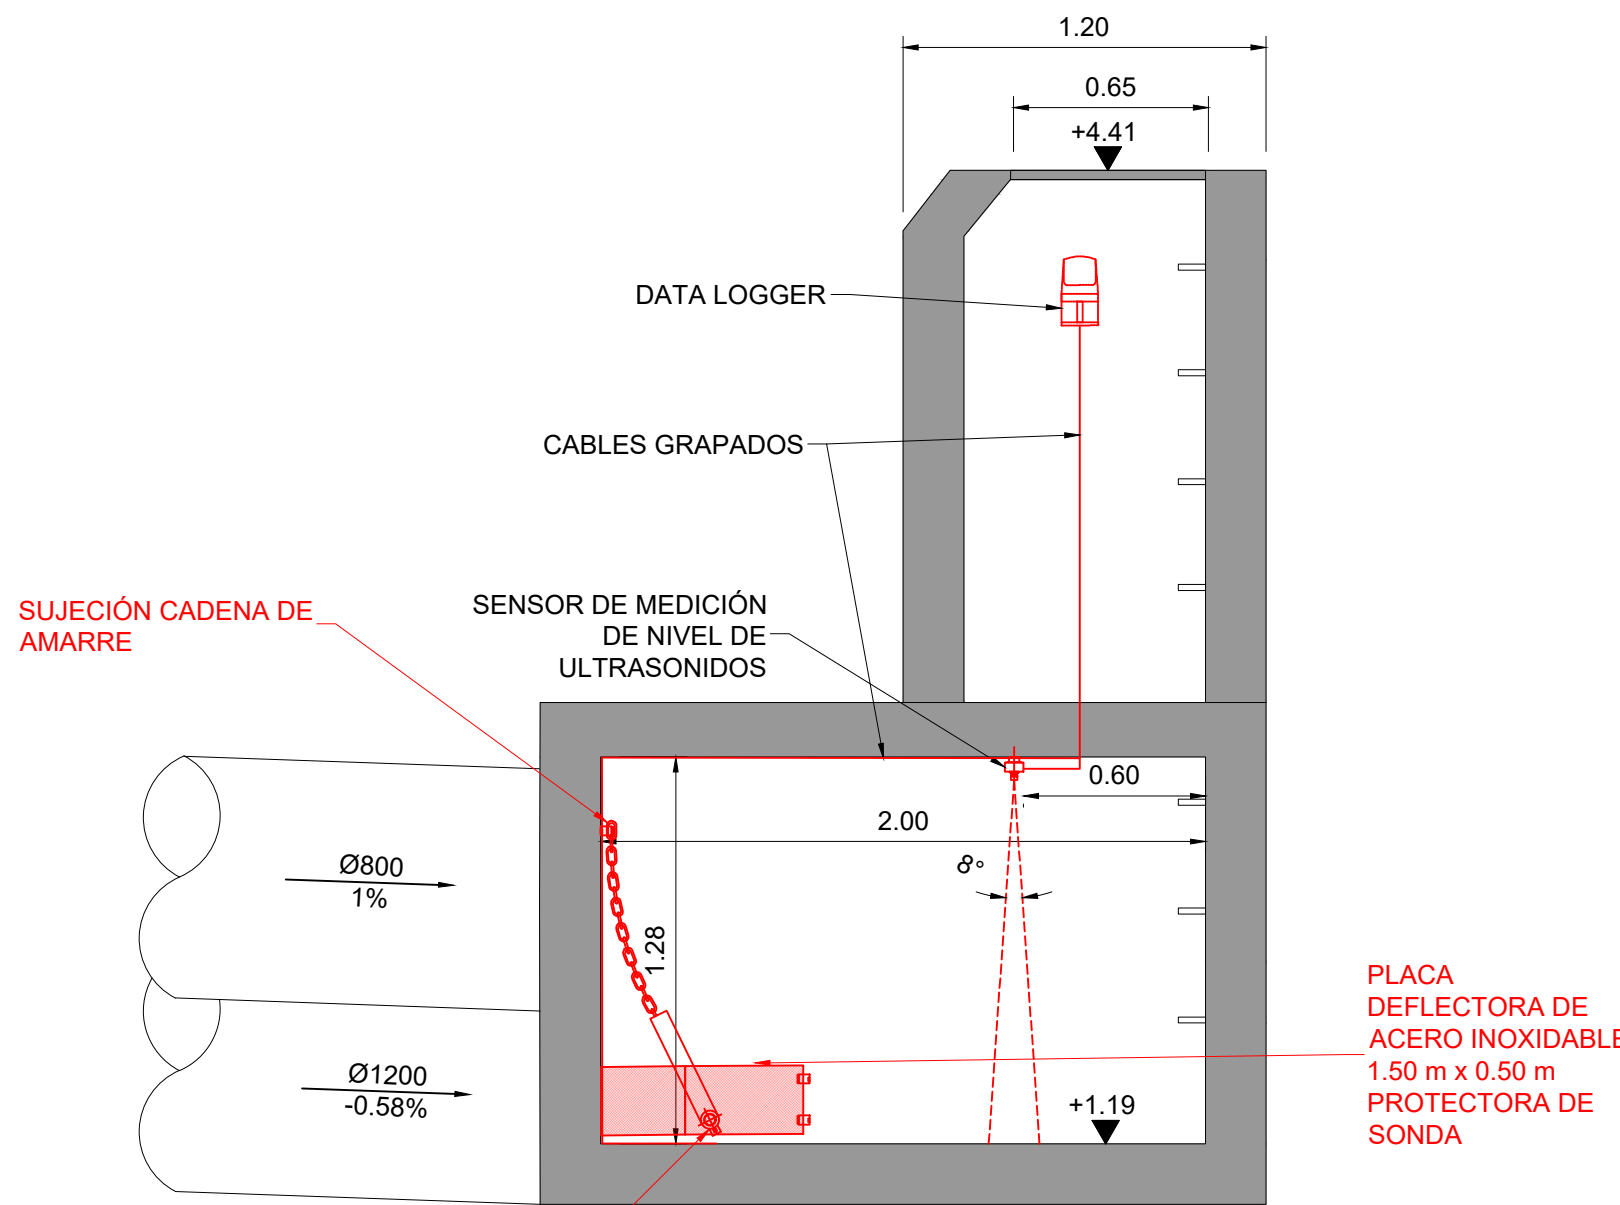 1.20
0.65
+4.41
DATA LOGGER
CABLES GRAPADOS
SUJECIÓN CADENA DE
AMARRE
SENSOR DE MEDICIÓN
DE NIVEL DE
ULTRASONIDOS
0.60
2.00
8°
Ø800
1%
1.28
PLACA
DEFLECTORA DE
ACERO INOXIDABLE
1.50 m x 0.50 m
PROTECTORA DE
SONDA
Ø1200
-0.58%
+1.19